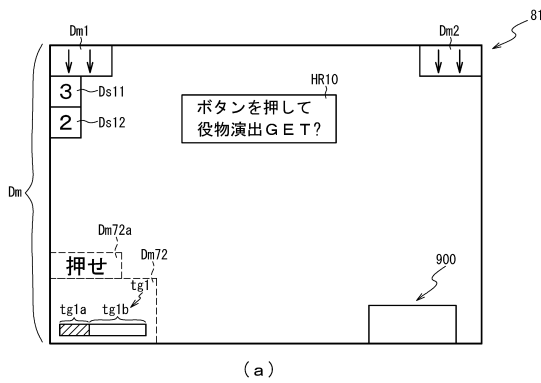 81
Dm1
Dm2
↓↓
↓↓
3
Ds11
2
Ds12
HR10
ボタンを押して
役物演出GET?
Dm
Dm72a
Dm72
押せ
tg1
tg1a
tg1b
900
(a)